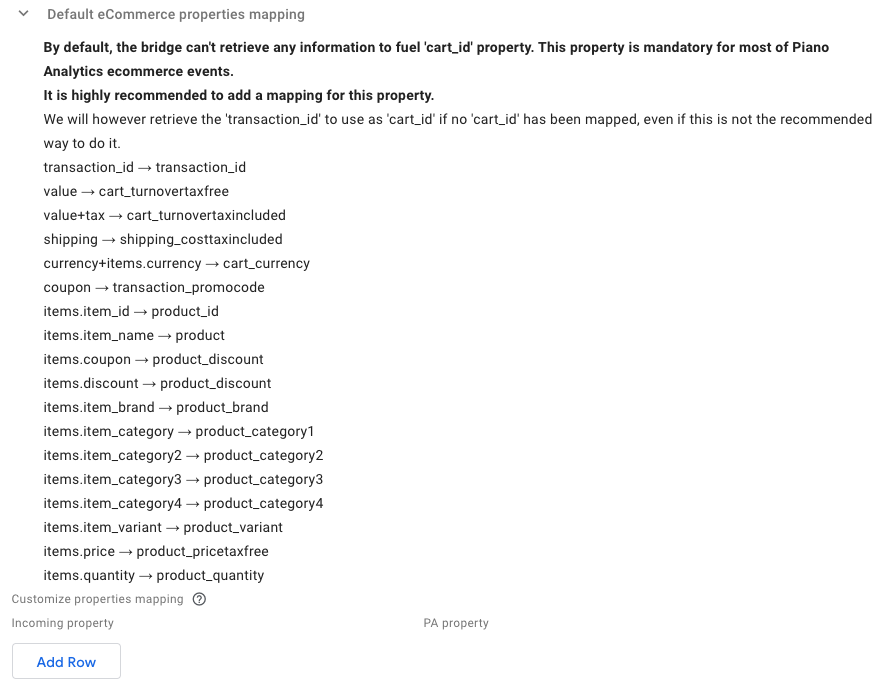 Default eCommerce properties mapping
By default, the bridge can't retrieve any information to fuel 'cart_id' property. This property is mandatory for most of Piano
Analytics ecommerce events.
It is highly recommended to add a mapping for this property.
We will however retrieve the 'transaction_id' to use as 'cart_id' if no 'cart_id' has been mapped, even if this is not the recommended
way to do it.
transaction_id → transaction_id
value → cart_turnovertaxfree
value+tax → cart_turnovertaxincluded
shipping → shipping_costtaxincluded
currency+items.currency → cart_currency
coupon → transaction_promocode
items.item_id → product_id
items.item_name → product
items.coupon → product_discount
items.discount → product_discount
items.item_brand → product_brand
items.item_category → product_category1
items.item_category2 → product_category2
items.item_category3 → product_category3
items.item_category4 → product_category4
items.item_variant → product_variant
items.price → product_pricetaxfree
items.quantity → product_quantity
Customize properties mapping ?
Incoming property PA property
Add Row